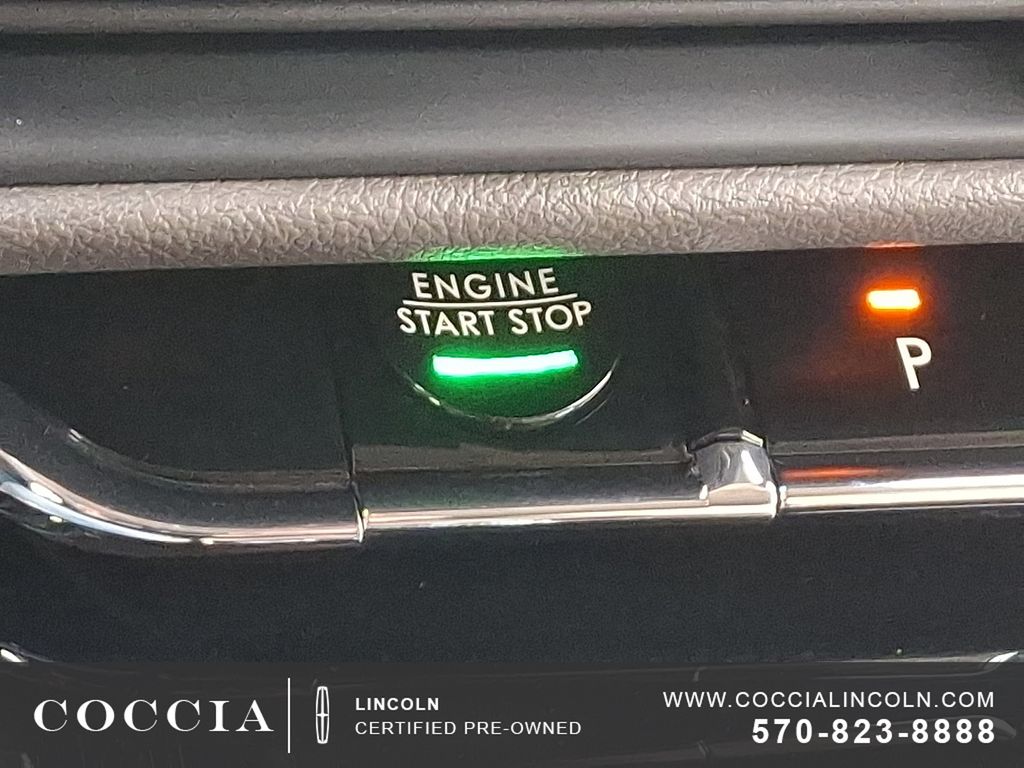 ENGINE
START STOP
P
COCCIA
LINCOLN
CERTIFIED PRE-OWNED
WWW.COCCIALINCOLN.COM
570-823-8888